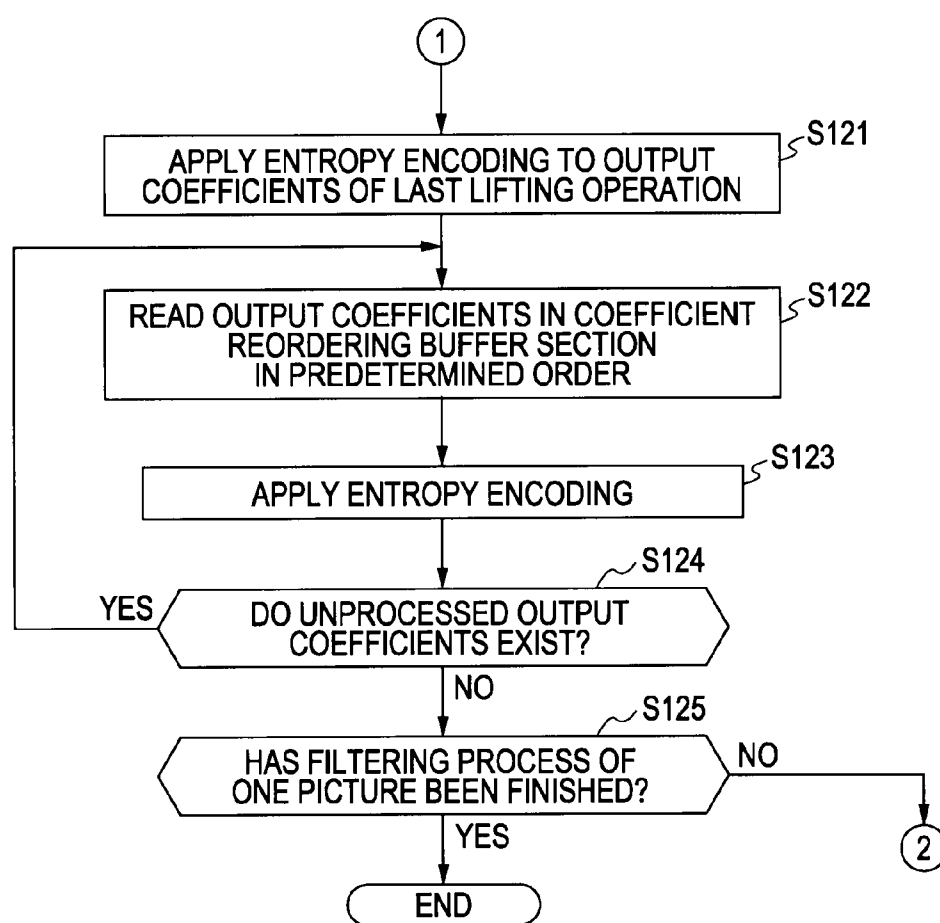 1
S121
APPLY ENTROPY ENCODING TO OUTPUT
COEFFICIENTS OF LAST LIFTING OPERATION
S122
READ OUTPUT COEFFICIENTS IN COEFFICIENT
REORDERING BUFFER SECTION
IN PREDETERMINED ORDER
S123
APPLY ENTROPY ENCODING
S124
YES
DO UNPROCESSED OUTPUT
COEFFICIENTS EXIST?
NO
S125
HAS FILTERING PROCESS OF
ONE PICTURE BEEN FINISHED?
NO
YES
2
END